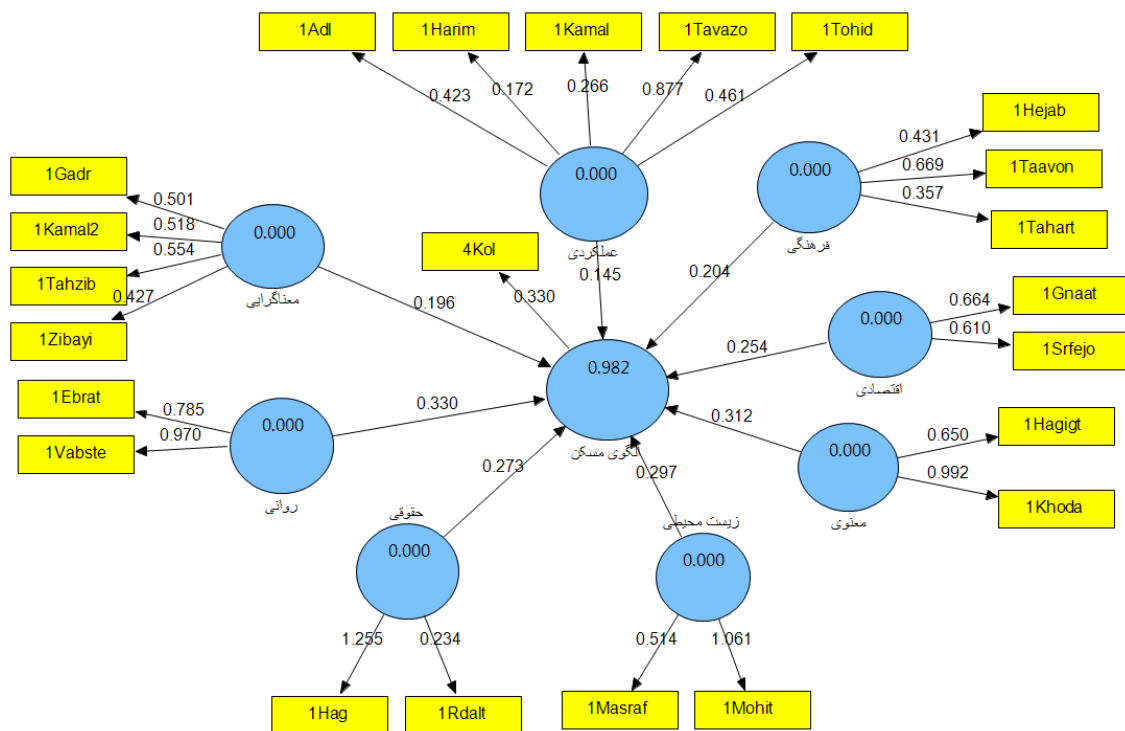 1Adl
1Harim
1Kamal
1Tavazo
1Tohid
0.423
0.172
0.266
0.877
0.461
0.000
عملکردی
0.145
1Hejab
1Taavon
1Tahart
0.431
0.669
0.357
0.000
فرهنگی
0.204
1Gadr
1Kamal2
1Tahzib
1Zibayi
0.501
0.518
0.554
0.427
0.000
معناگرایی
0.196
4Kol
0.330
0.982
الگوی مسکن
1Gnaat
1Srfejo
0.664
0.610
0.000
اقتصادی
0.254
1Ebrat
1Vabste
0.785
0.970
0.000
روانی
0.330
1Hagigt
1Khoda
0.650
0.992
0.000
معنوی
0.312
حقوقی
0.000
0.273
1.255
0.234
1Hag
1Rdalt
زیست محیطی
0.000
0.297
0.514
1.061
1Masraf
1Mohit